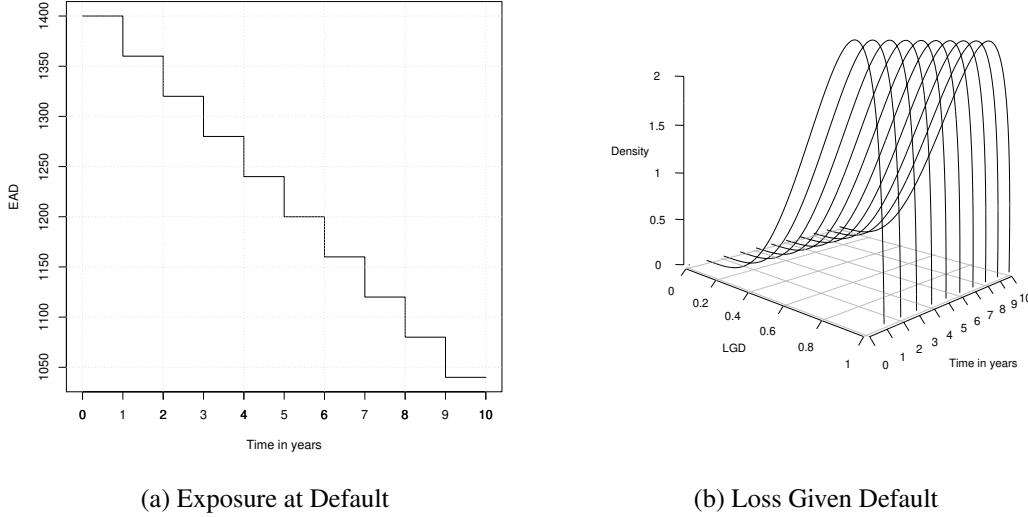 1400
1350
1300
1250
1200
1150
1100
1050
EAD
0 1 2 3 4 5 6 7 8 9 10
Time in years
(a) Exposure at Default
2
1.5
Density
1
0.5
0
0
0.2
0.4
0.6
0.8
1
LGD
0 1 2 3 4 5 6 7 8 9 10
Time in years
(b) Loss Given Default